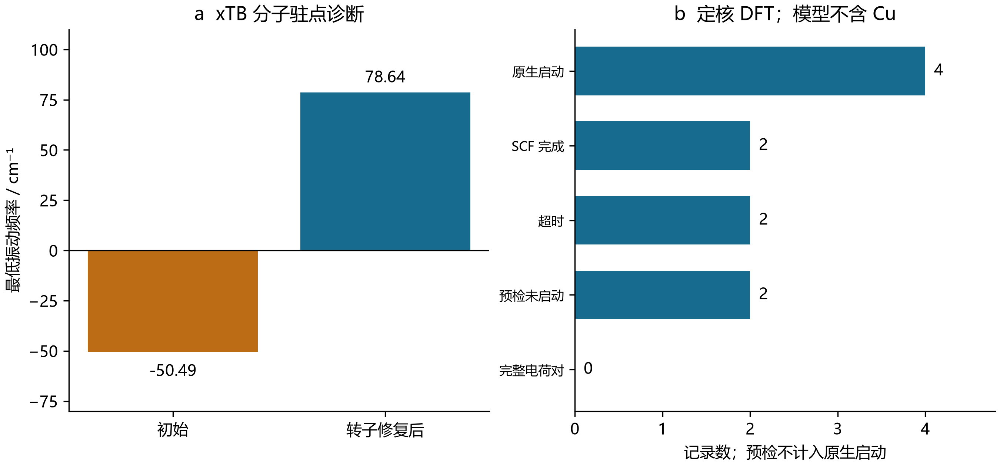 a xTB 分子驻点诊断
最低振动频率 / cm⁻¹
100
75
50
25
0
−25
−50
−75
78.64
-50.49
初始
转子修复后
b 定核 DFT；模型不含 Cu
原生启动
4
SCF 完成
2
超时
2
预检未启动
2
完整电荷对
0
0 1 2 3 4
记录数；预检不计入原生启动